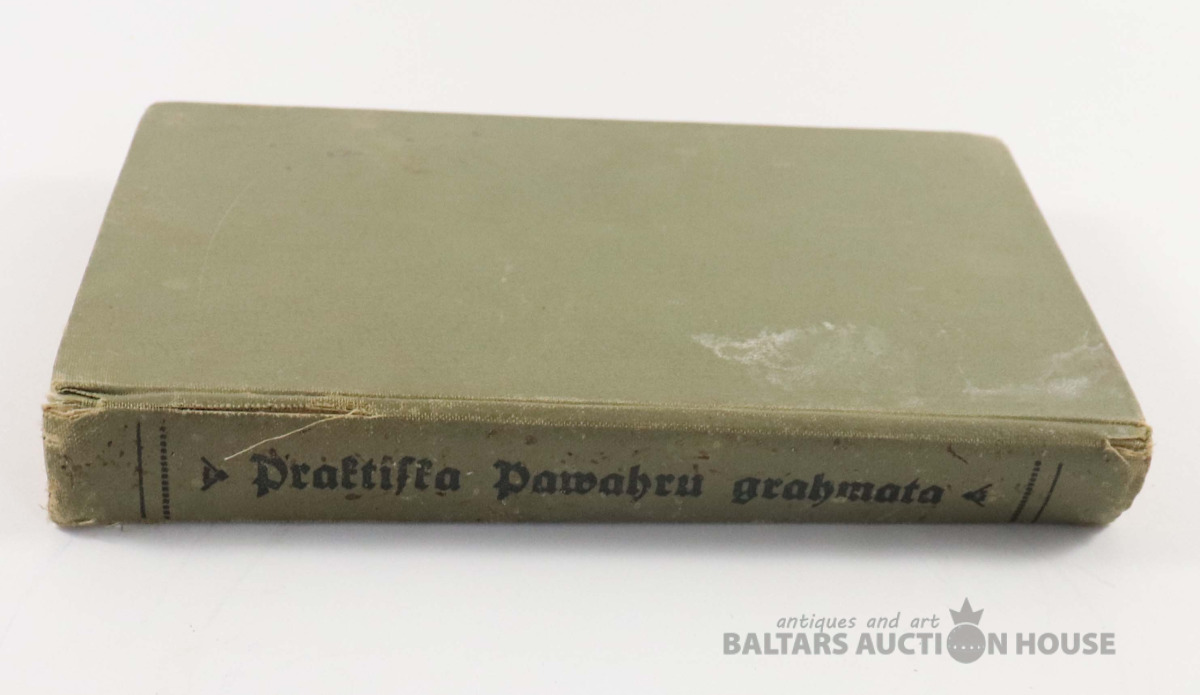 Praktiſka Pawahru grahmata
antiques and art
BALTARS AUCTION HOUSE